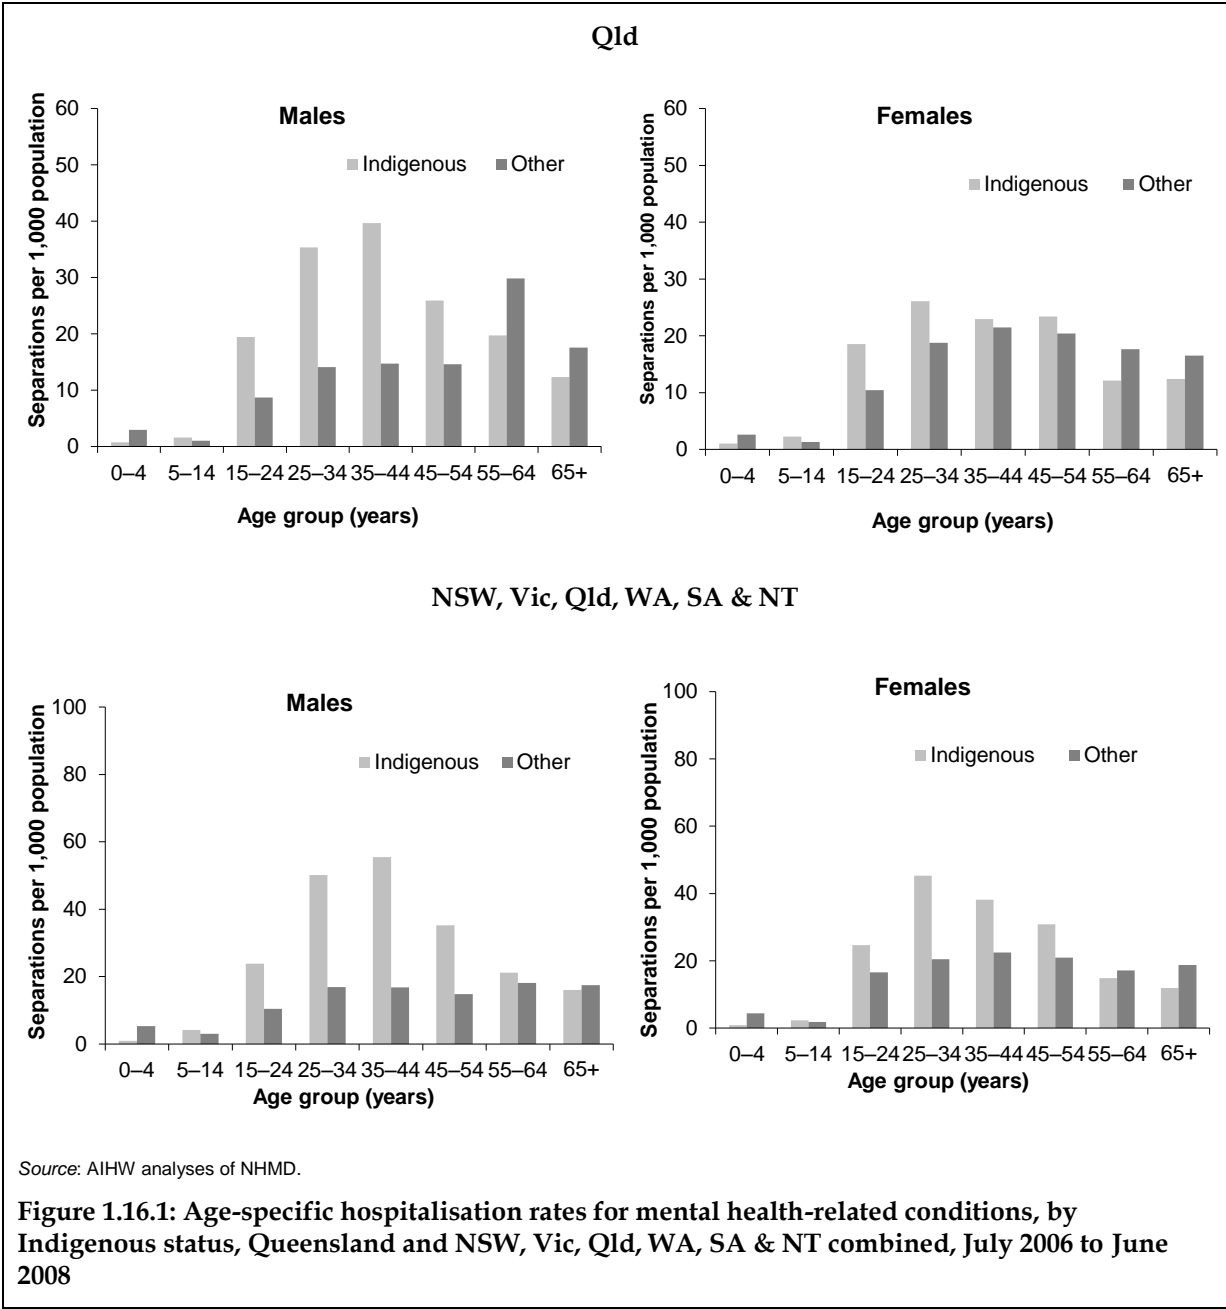 Qld
Males
Indigenous Other
Separations per 1,000 population
60
50
40
30
20
10
0
0–4 5–14 15–24 25–34 35–44 45–54 55–64 65+
Age group (years)
Females
Indigenous Other
Separations per 1,000 population
60
50
40
30
20
10
0
0–4 5–14 15–24 25–34 35–44 45–54 55–64 65+
Age group (years)
NSW, Vic, Qld, WA, SA & NT
Males
Indigenous Other
Separations per 1,000 population
100
80
60
40
20
0
0–4 5–14 15–24 25–34 35–44 45–54 55–64 65+
Age group (years)
Females
Indigenous Other
Separations per 1,000 population
100
80
60
40
20
0
0–4 5–14 15–24 25–34 35–44 45–54 55–64 65+
Age group (years)
Source: AIHW analyses of NHMD.
Figure 1.16.1: Age-specific hospitalisation rates for mental health-related conditions, by
Indigenous status, Queensland and NSW, Vic, Qld, WA, SA & NT combined, July 2006 to June
2008